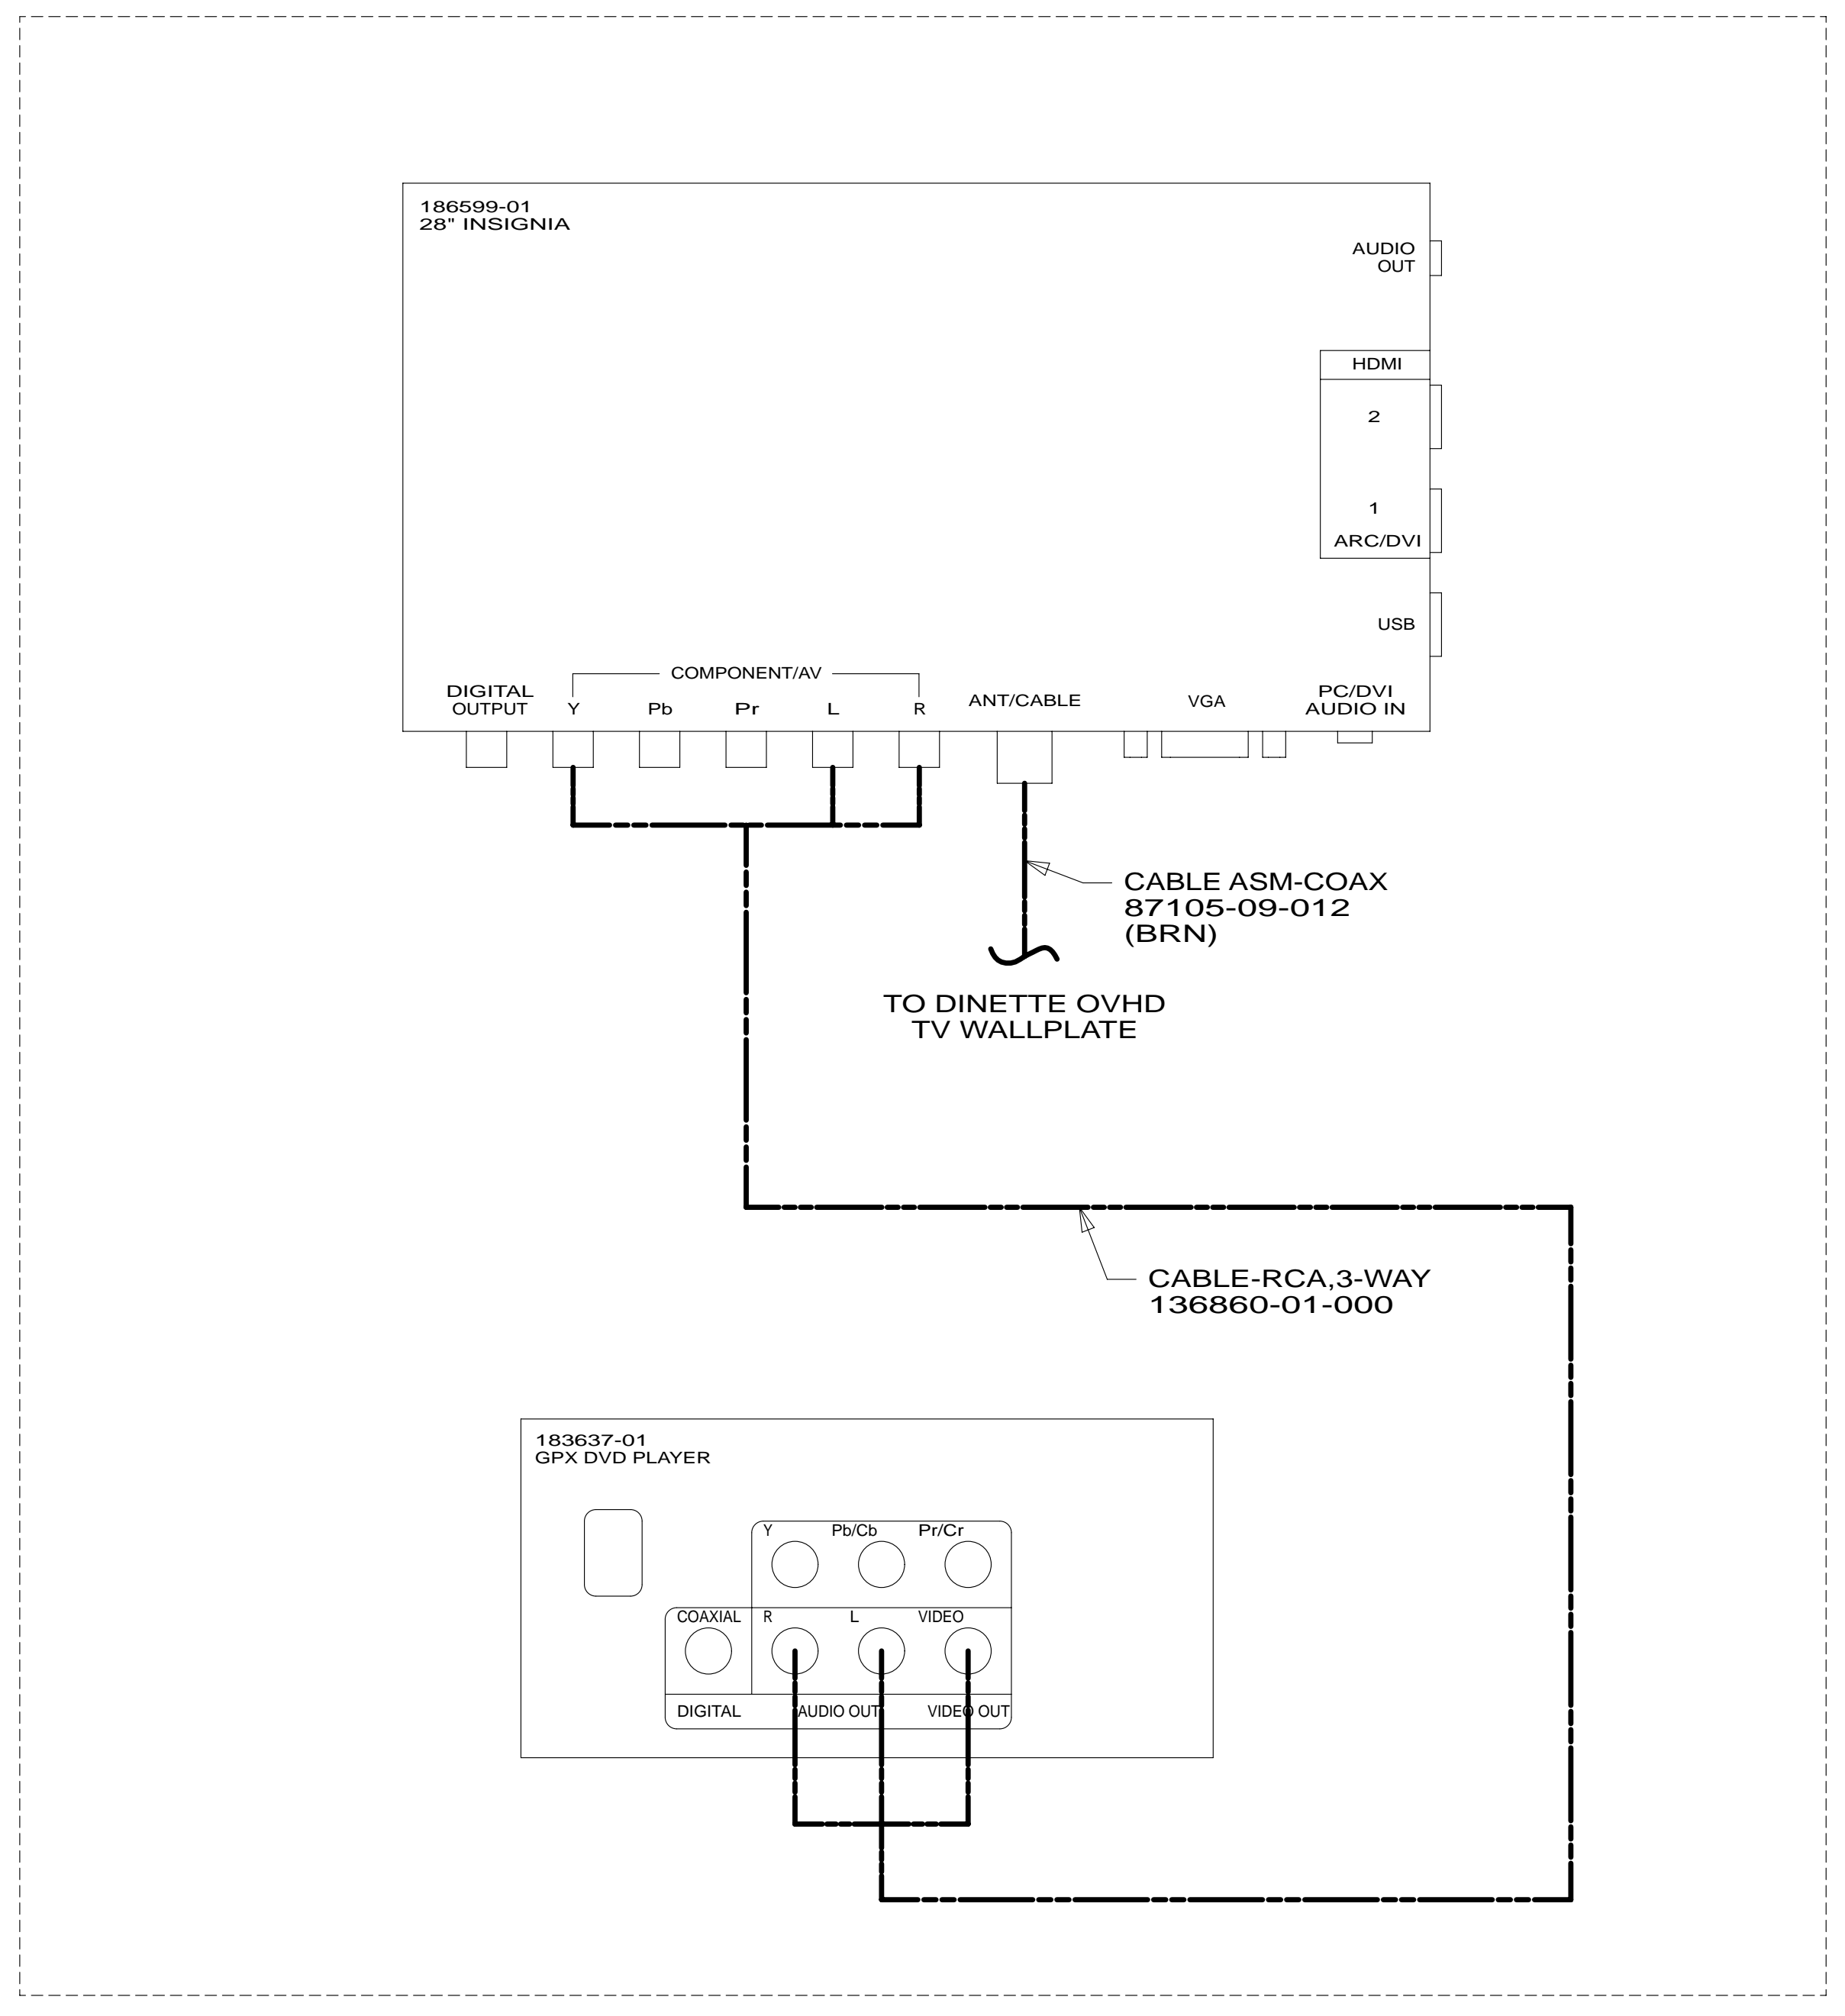 186599-01
28" INSIGNIA
AUDIO
OUT
HDMI
2
1
ARC/DVI
USB
COMPONENT/AV
DIGITAL
OUTPUT
Y
Pb
Pr
L
R
ANT/CABLE
VGA
PC/DVI
AUDIO IN
CABLE ASM-COAX
87105-09-012
(BRN)
TO DINETTE OVHD
TV WALLPLATE
CABLE-RCA,3-WAY
136860-01-000
183637-01
GPX DVD PLAYER
Y
Pb/Cb
Pr/Cr
COAXIAL
R
L
VIDEO
DIGITAL
AUDIO OUT
VIDEO OUT